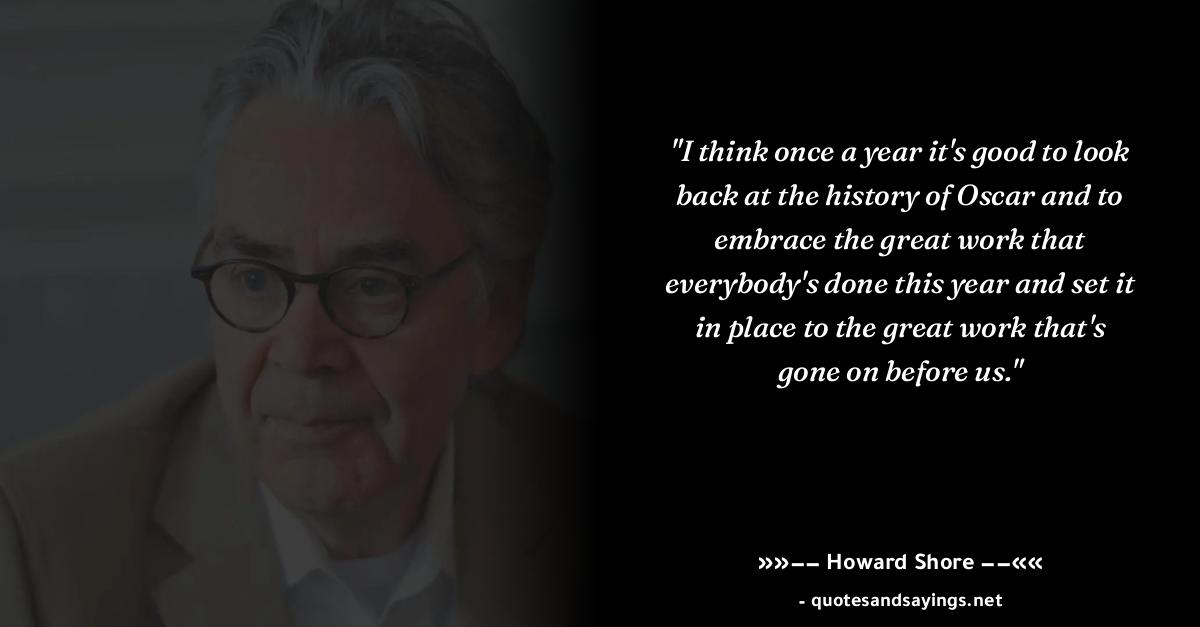 "I think once a year it's good to look
back at the history of Oscar and to
embrace the great work that
everybody's done this year and set it
in place to the great work that's
gone on before us."
»»–– Howard Shore ––««
- quotesandsayings.net